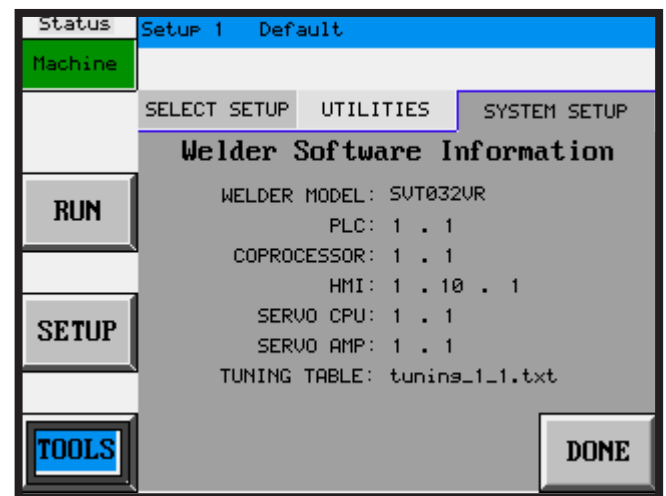 Status
Setup 1 Default
Machine
SELECT SETUP UTILITIES SYSTEM SETUP
Welder Software Information
WELDER MODEL: SVT032VR
PLC: 1 . 1
COPROCESSOR: 1 . 1
HMI: 1 . 10 . 1
SERVO CPU: 1 . 1
SERVO AMP: 1 . 1
TUNING TABLE: tuning_1_1.txt
RUN
SETUP
TOOLS
DONE